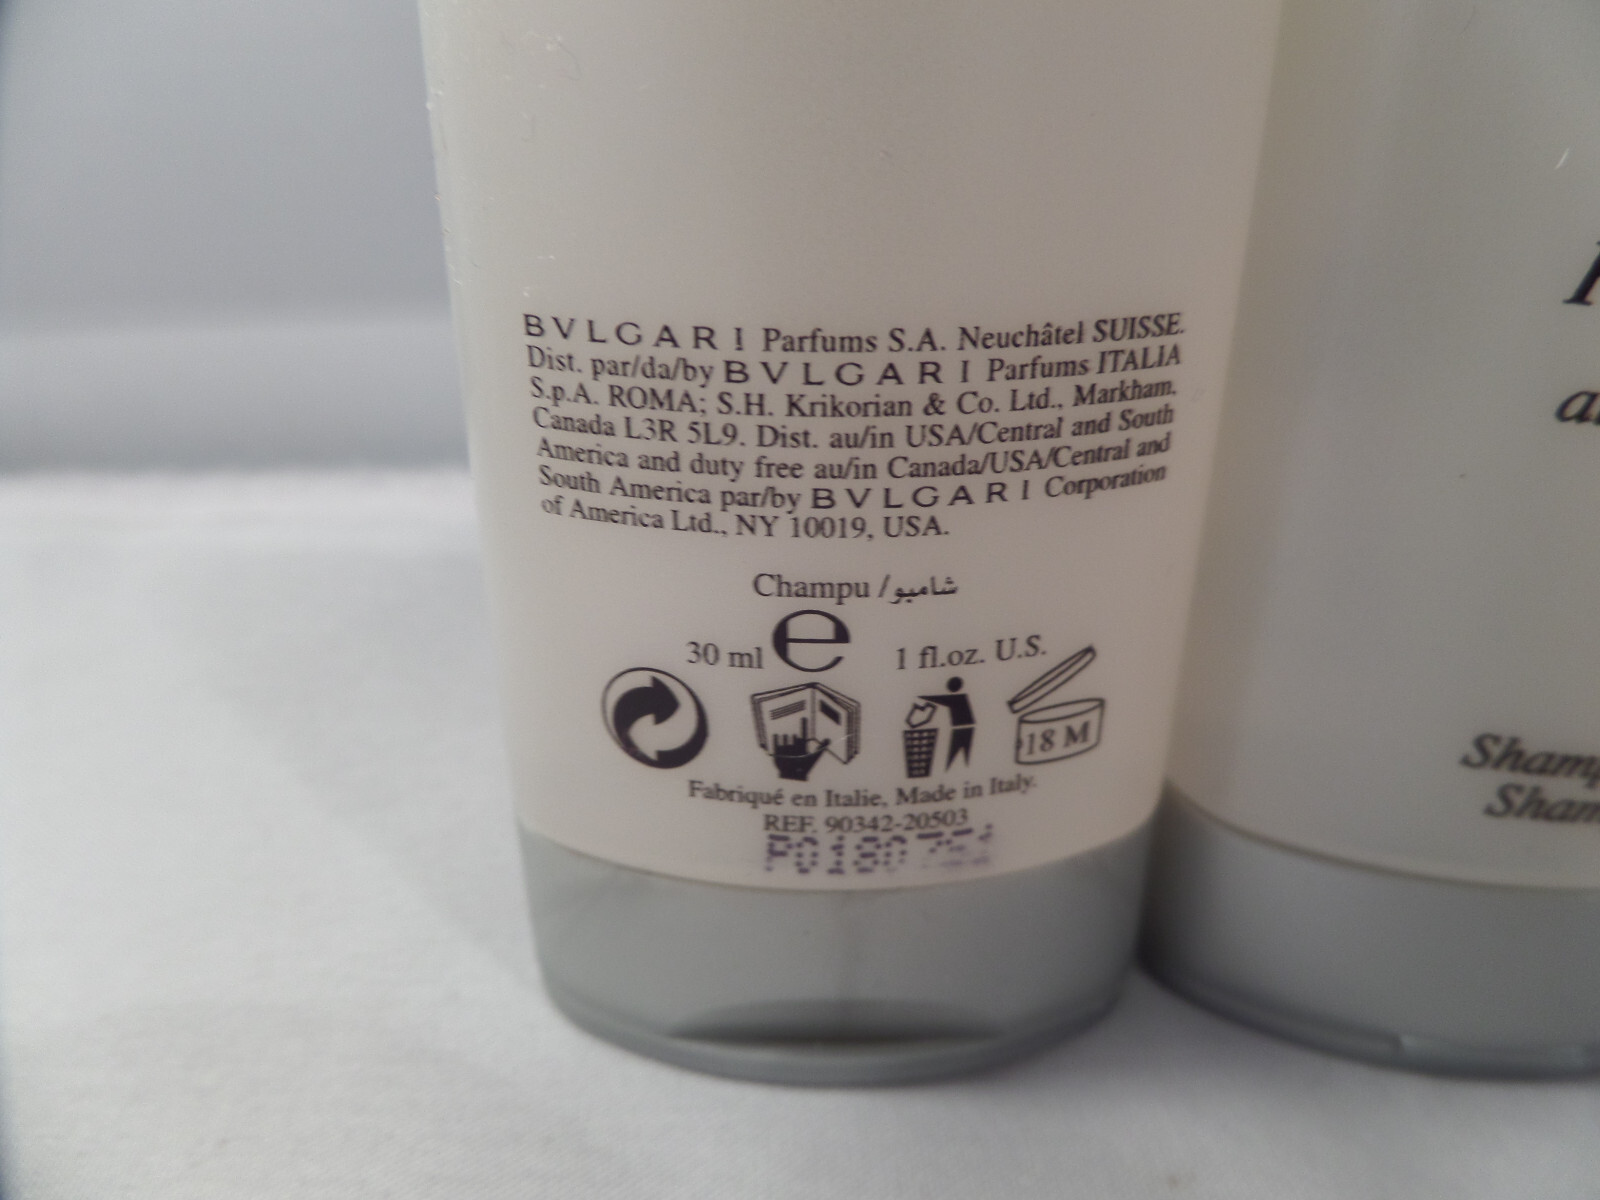 BVLGARI Parfums S.A. Neuchâtel SUISSE.
Dist. par/da/by BVLGARI Parfums ITALIA
S.p.A. ROMA; S.H. Krikorian & Co. Ltd., Markham,
Canada L3R 5L9. Dist. au/in USA/Central and South
America and duty free au/in Canada/USA/Central and
South America par/by BVLGARI Corporation
of America Ltd., NY 10019, USA.
Champu / شامبو
30 ml e 1 fl.oz. U.S.
18 M
Fabriqué en Italie, Made in Italy.
REF. 90342-20503